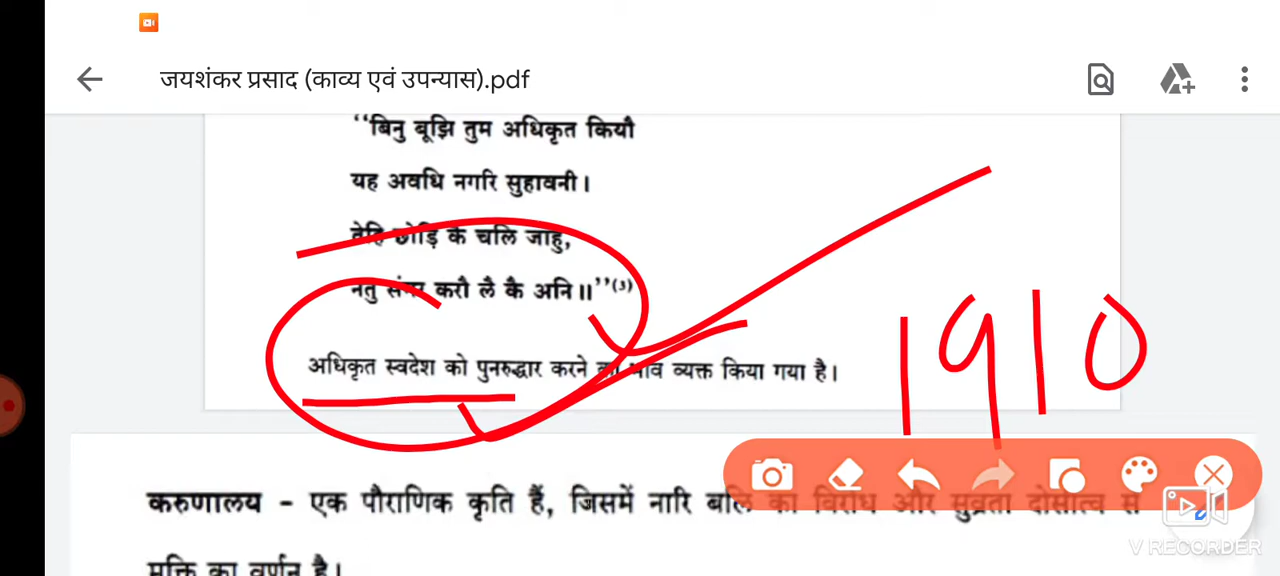 जयशंकर प्रसाद (काव्य एवं उपन्यास).pdf
‘‘बिनु बूझि तुम अधिकृत कियौ
यह अवधि नगरि सुहावनी।
तेहि छोड़ि के चलि जाहु,
नतु संगर करौ लै कै अनि॥’’(3)
अधिकृत स्वदेश को पुनरुद्धार करने का भाव व्यक्त किया गया है।
1910
करुणालय - एक पौराणिक कृति हैं, जिसमें नारि बलि का विरोध और सुव्रता दोसीत्व से
मुक्ति का वर्णन है।
V RECORDER